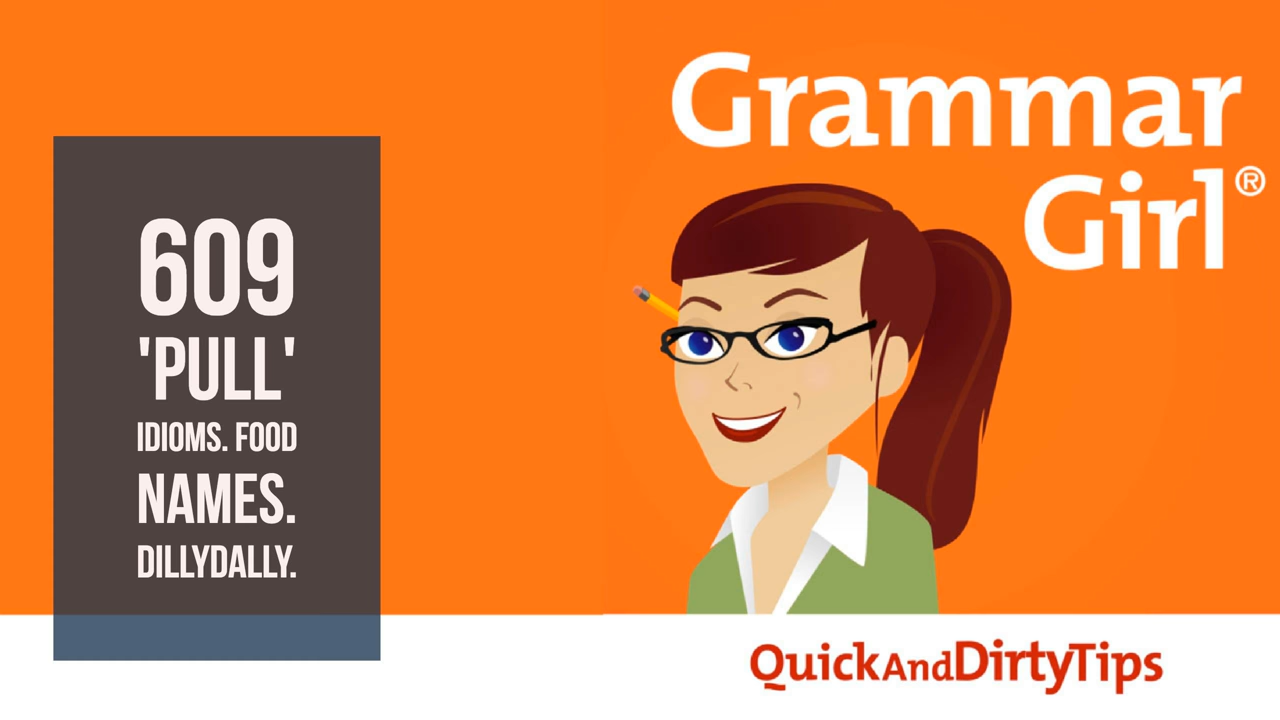 609
'PULL'
IDIOMS. FOOD
NAMES.
DILLYDALLY.
Grammar
Girl®
QuickAndDirtyTips